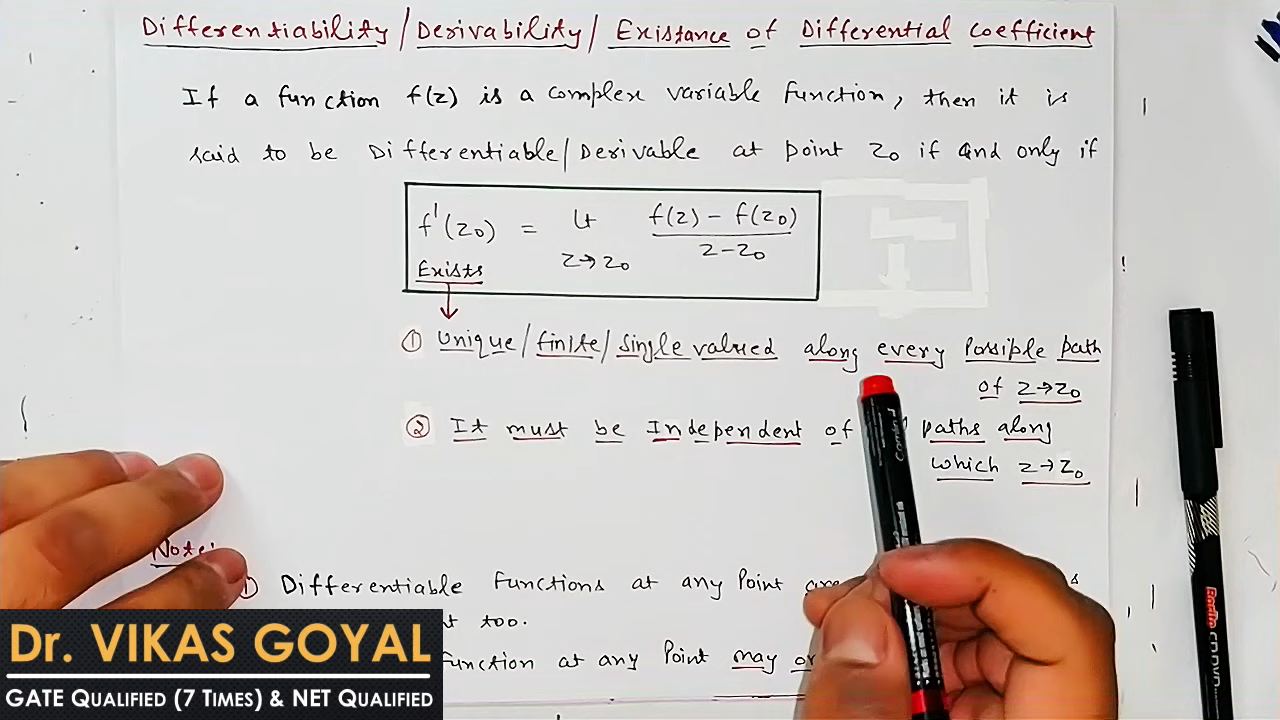 Differentiability/Derivability/Existance of Differential Coefficient
If a function f(z) is a complex variable function, then it is
said to be Differentiable/Derivable at point z₀ if and only if
f'(z₀) = Lt f(z) - f(z₀)
z→z₀ z-z₀
Exists
① Unique/finite/single valued along every possible path
of z→z₀
② It must be Independent of paths along
which z→z₀
Note:
Differentiable Functions at any Point are
too.
Function at any Point may or
Dr. VIKAS GOYAL
GATE QUALIFIED (7 TIMES) & NET QUALIFIED